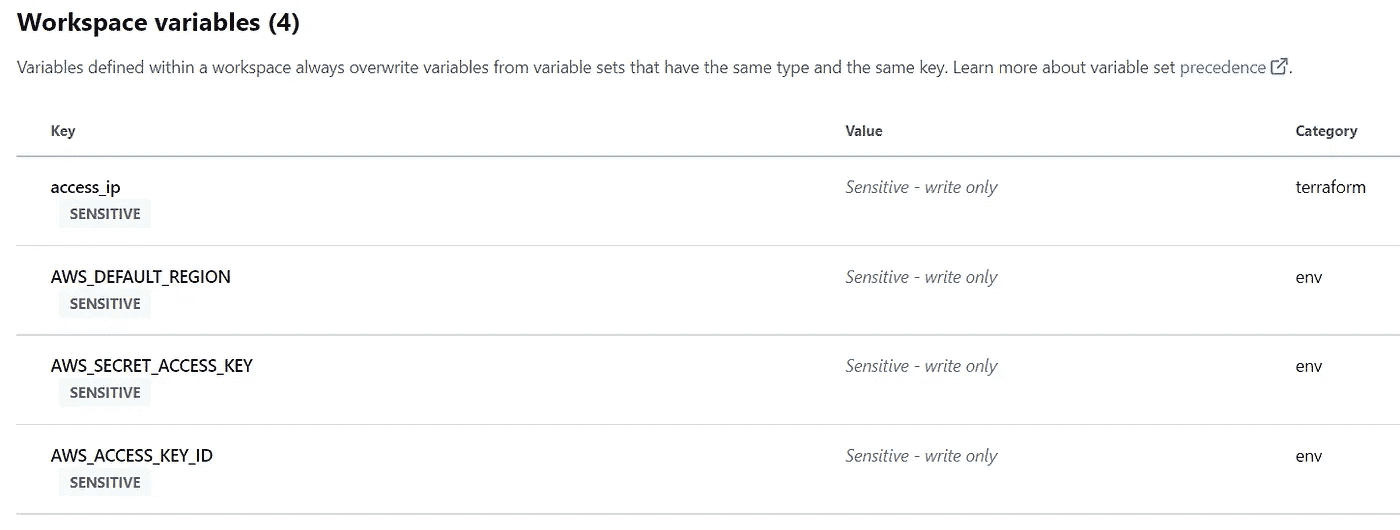 Workspace variables (4)
Variables defined within a workspace always overwrite variables from variable sets that have the same type and the same key. Learn more about variable set precedence.
Key Value Category
access_ip Sensitive - write only terraform
SENSITIVE
AWS_DEFAULT_REGION Sensitive - write only env
SENSITIVE
AWS_SECRET_ACCESS_KEY Sensitive - write only env
SENSITIVE
AWS_ACCESS_KEY_ID Sensitive - write only env
SENSITIVE